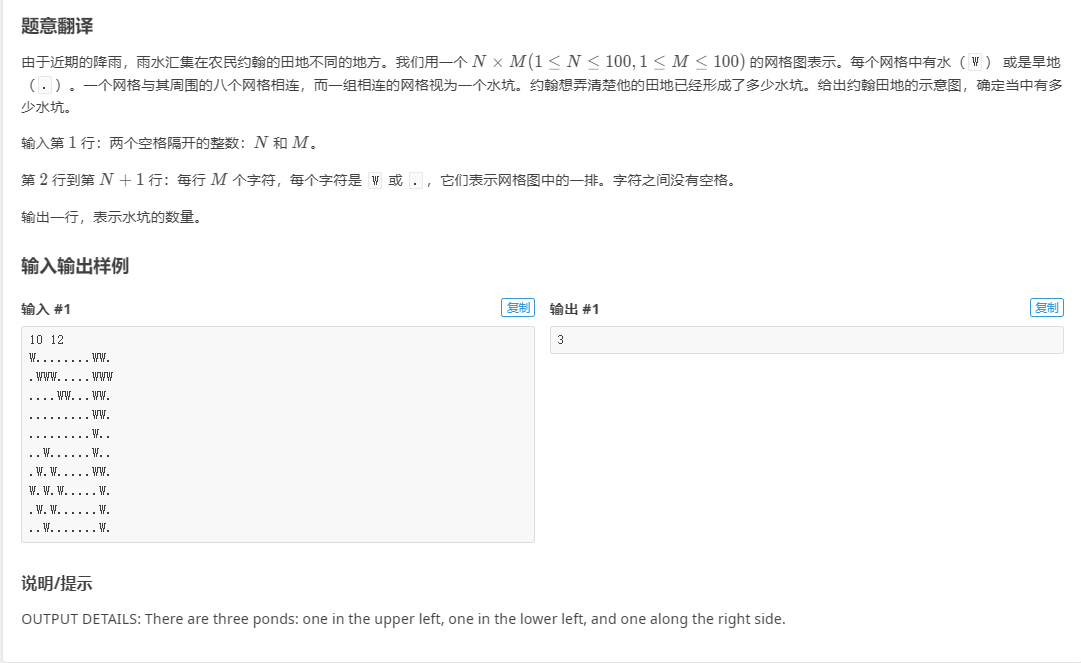 题意翻译
由于近期的降雨，雨水汇集在农民约翰的田地不同的地方。我们用一个 N × M(1 ≤ N ≤ 100, 1 ≤ M ≤ 100) 的网格图表示。每个网格中有水（ W ） 或是旱地
（ . ）。一个网格与其周围的八个网格相连，而一组相连的网格视为一个水坑。约翰想弄清楚他的田地已经形成了多少水坑。给出约翰田地的示意图，确定当中有多
少水坑。
输入第 1 行：两个空格隔开的整数：N 和 M。
第 2 行到第 N + 1 行：每行 M 个字符，每个字符是 W 或 . ，它们表示网格图中的一排。字符之间没有空格。
输出一行，表示水坑的数量。
输入输出样例
输入 #1 复制 输出 #1 复制
10 12
3
W........WW.
.WWW.....WWW
....WW...WW.
.........WW.
.........W..
..W......W..
.W.W.....WW.
W.W.W.....W.
.W.W......W.
..W.......W.
说明/提示
OUTPUT DETAILS: There are three ponds: one in the upper left, one in the lower left, and one along the right side.